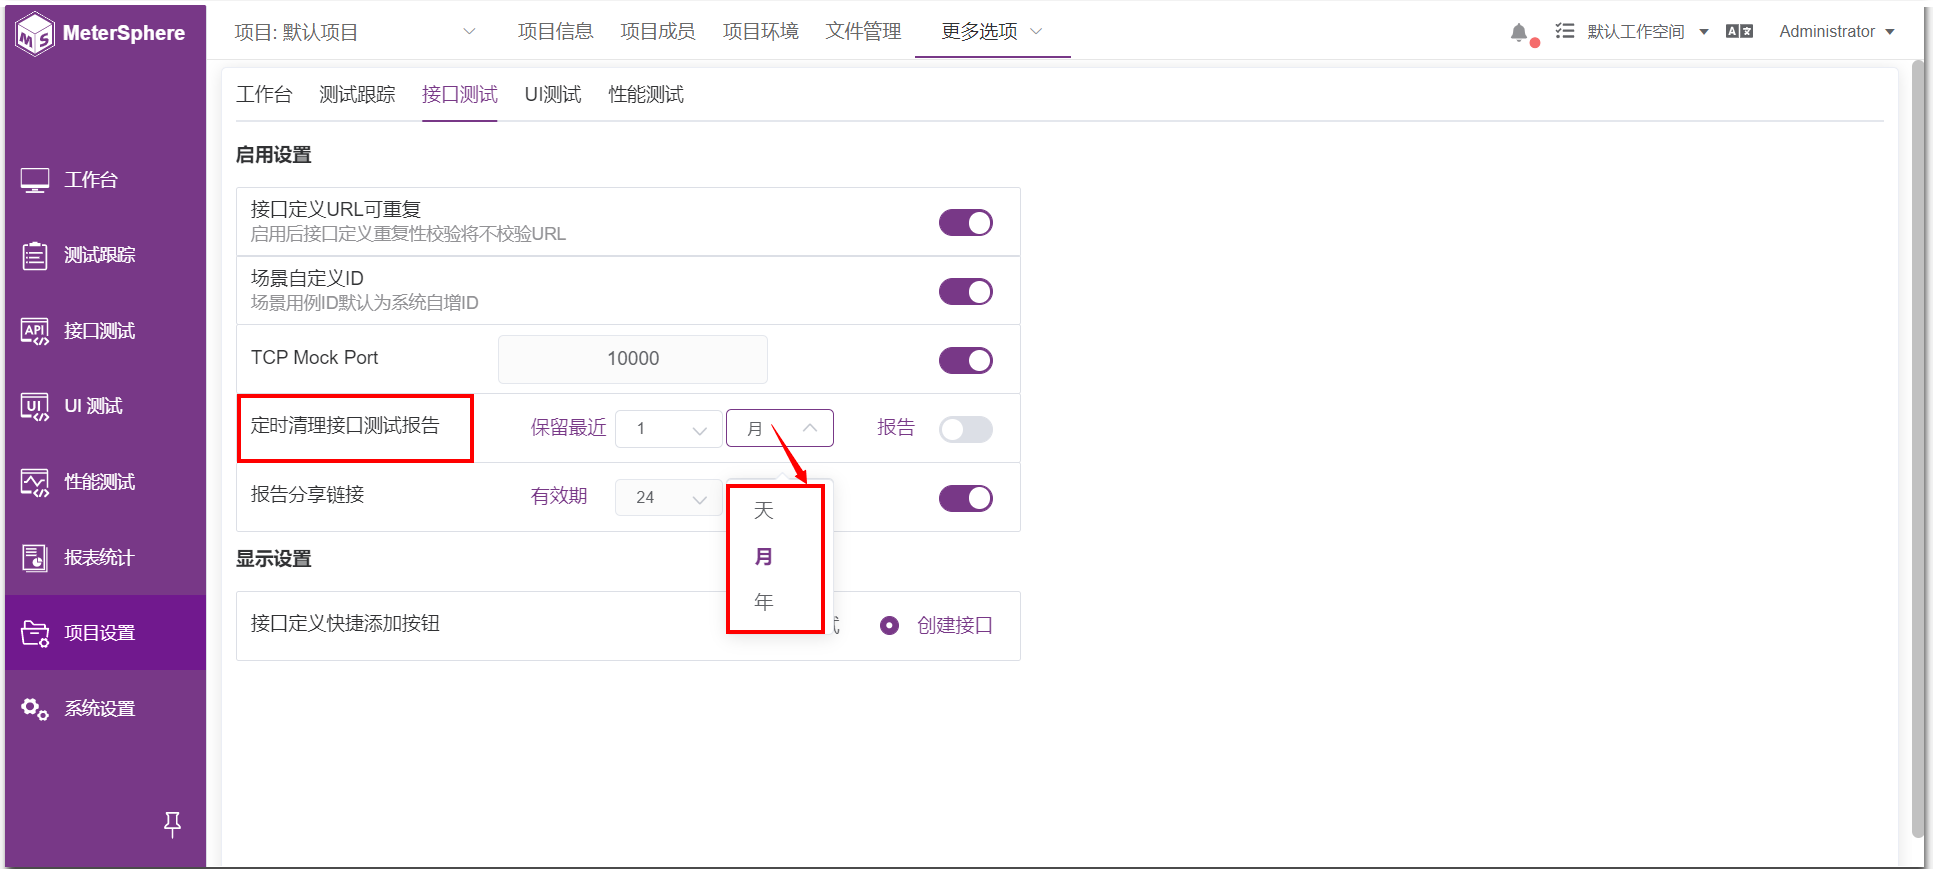 MeterSphere
项目: 默认项目
项目信息
项目成员
项目环境
文件管理
更多选项
默认工作空间
Administrator
工作台
测试跟踪
接口测试
UI 测试
性能测试
报表统计
项目设置
系统设置
工作台
测试跟踪
接口测试
UI测试
性能测试
启用设置
接口定义URL可重复
启用后接口定义重复性校验将不校验URL
场景自定义ID
场景用例ID默认为系统自增ID
TCP Mock Port
10000
定时清理接口测试报告
保留最近
1
月
报告
报告分享链接
有效期
24
天
月
年
显示设置
接口定义快捷添加按钮
创建接口